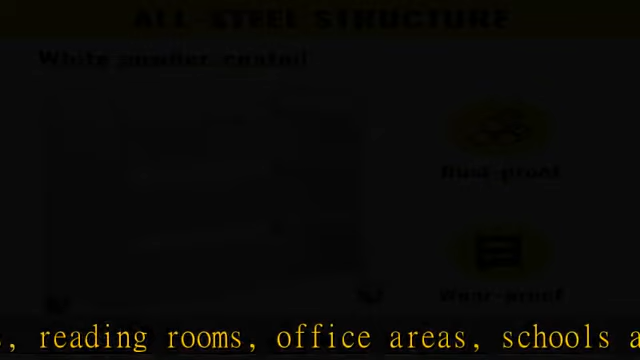 ALL-STEEL STRUCTURE
White powder-coated
Rust-proof
Wear-proof
, reading rooms, office areas, schools a